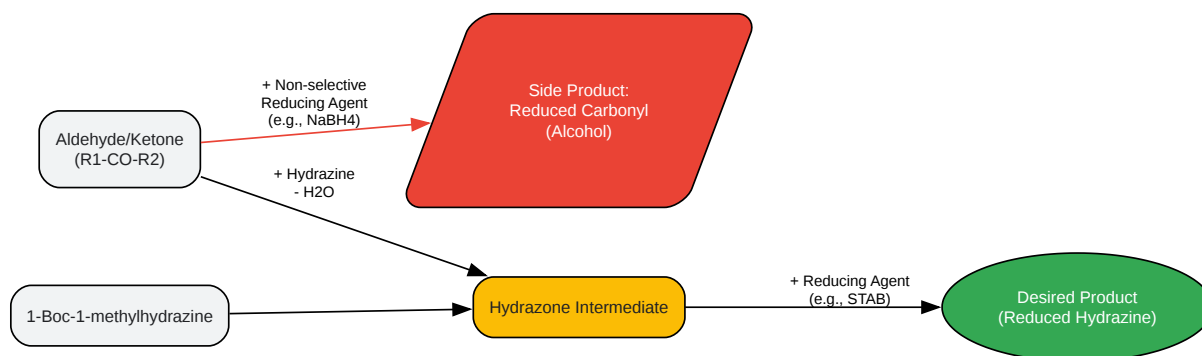 + Non-selective
Reducing Agent
(e.g., NaBH4)
Side Product:
Reduced Carbonyl
(Alcohol)
Aldehyde/Ketone
(R1-CO-R2)
+ Hydrazine
- H2O
1-Boc-1-methylhydrazine
Hydrazone Intermediate
+ Reducing Agent
(e.g., STAB)
Desired Product
(Reduced Hydrazine)